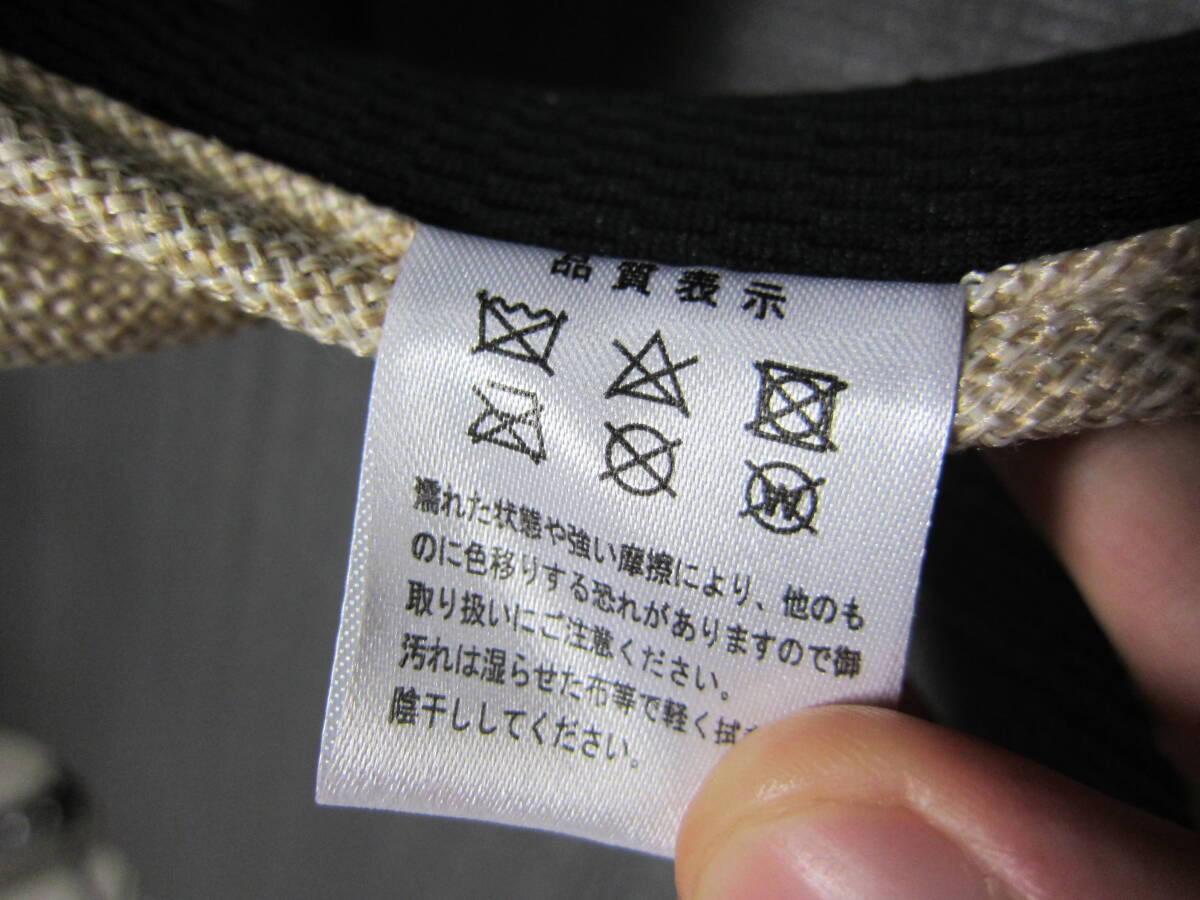 品質表示
W
濡れた状態や強い摩擦により、他のも
のに色移りする恐れがありますので御
取り扱いにご注意ください。
汚れは湿らせた布等で軽く拭
陰干ししてください。